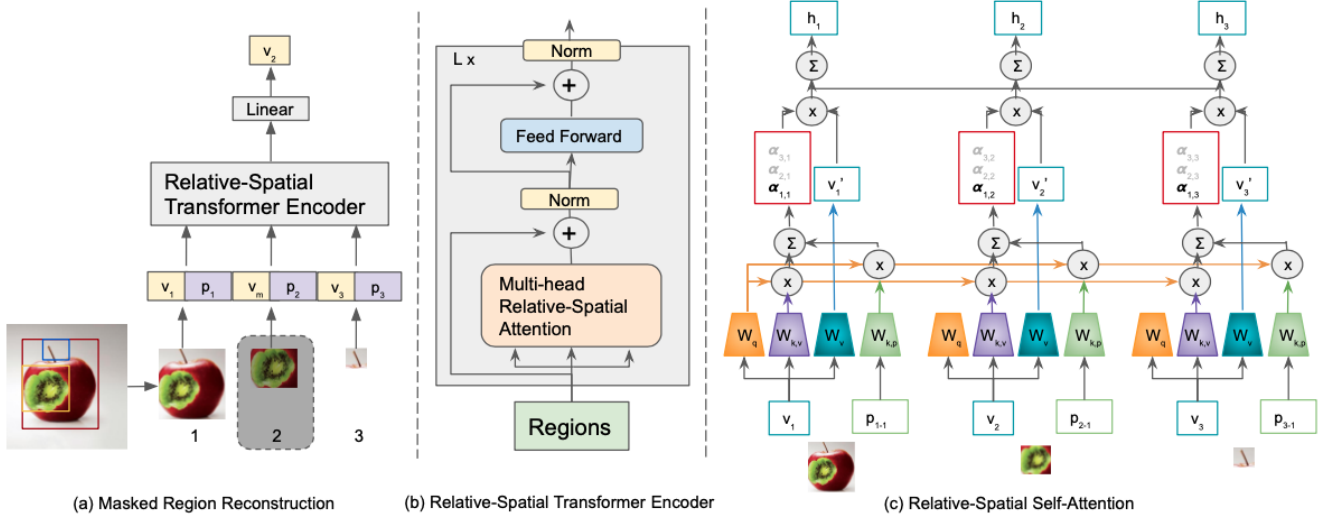 v2
Linear
Relative-Spatial
Transformer Encoder
v1 p1 vm p2 v3 p3
1 2 3
(a) Masked Region Reconstruction
Norm
L x
+
Feed Forward
Norm
+
Multi-head
Relative-Spatial
Attention
Regions
(b) Relative-Spatial Transformer Encoder
h1 h2 h3
Σ Σ Σ
x x x
α3,1 α3,2 α3,3
α2,1 α2,2 α2,3
α1,1 v1' α1,2 v2' α1,3 v3'
Σ Σ Σ
x x x
x x x
Wq Wk,v Wv Wk,p Wq Wk,v Wv Wk,p Wq Wk,v Wv Wk,p
v1 p1-1 v2 p2-1 v3 p3-1
(c) Relative-Spatial Self-Attention